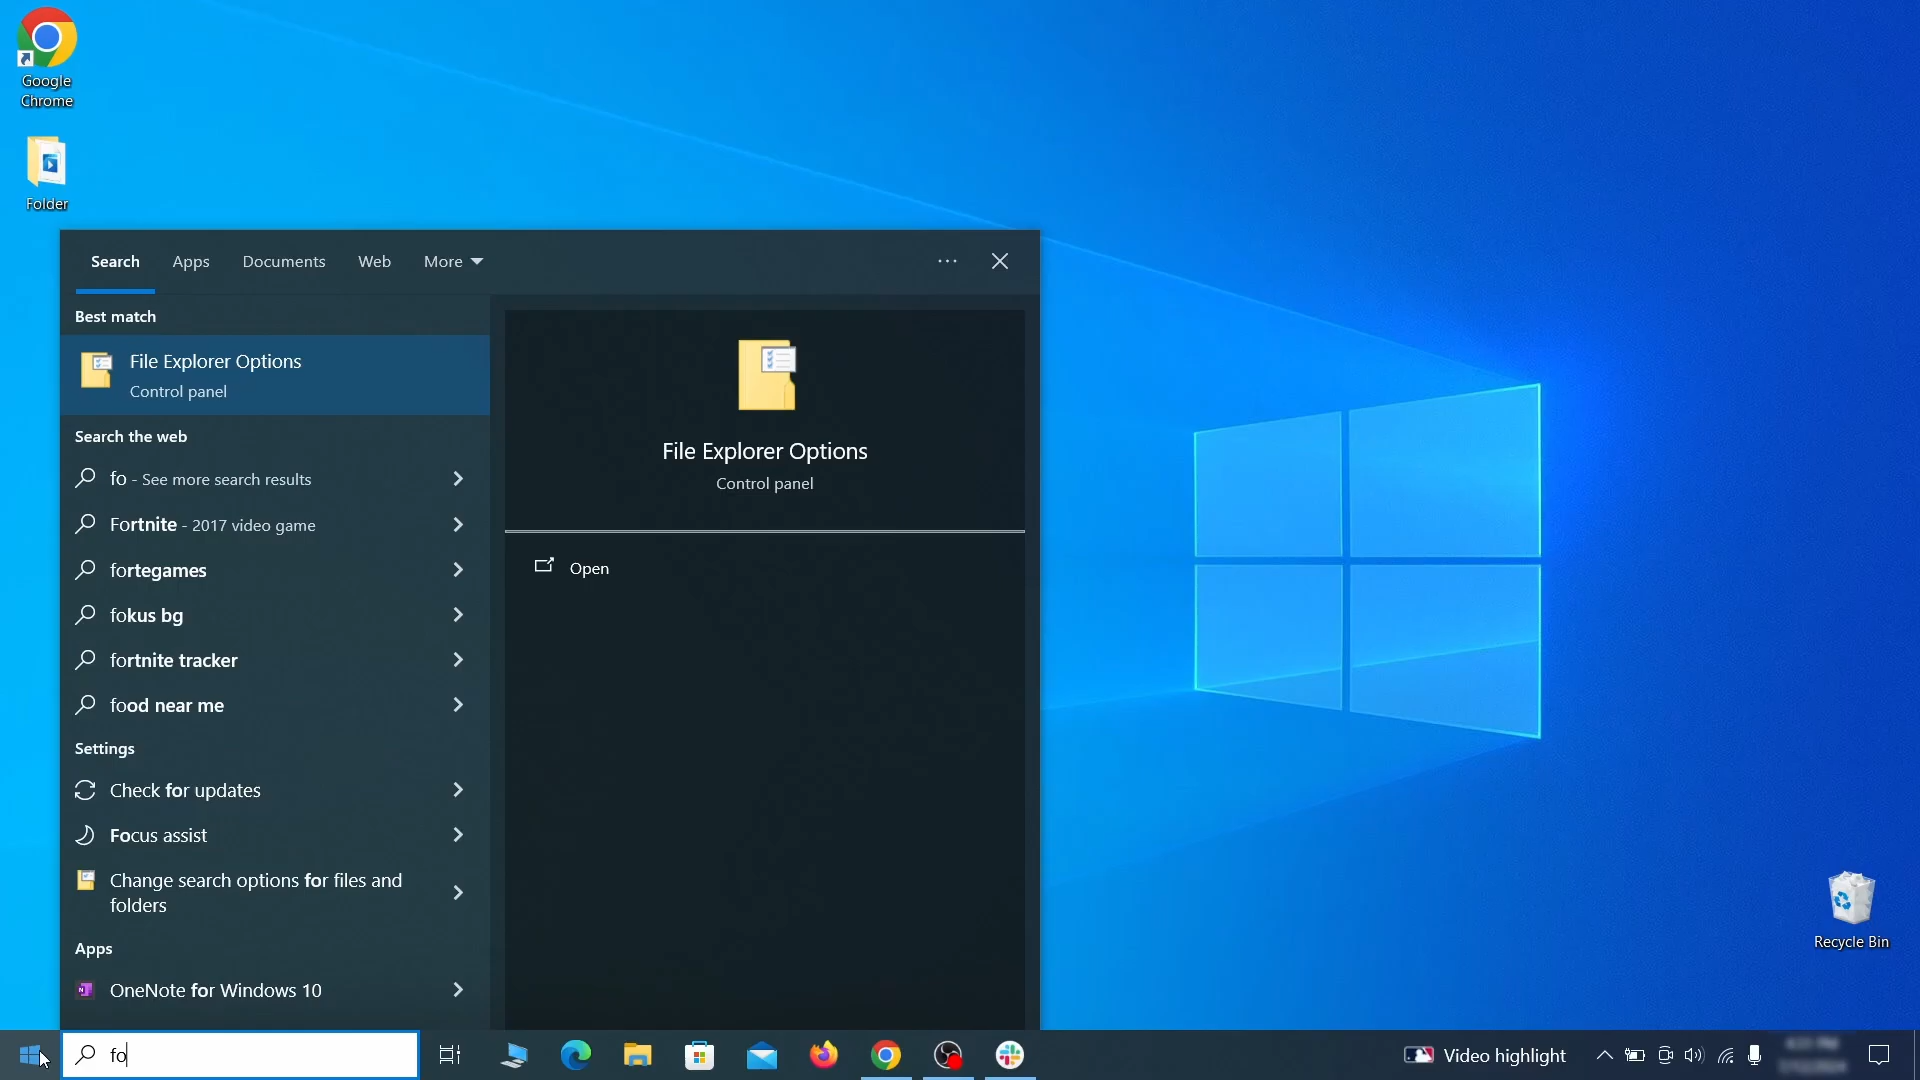 Google
Chrome
Folder
Search Apps Documents Web More
Best match
File Explorer Options
Control panel
Search the web
fo - See more search results
Fortnite - 2017 video game
fortegames
fokus bg
fortnite tracker
food near me
Settings
Check for updates
Focus assist
Change search options for files and
folders
Apps
OneNote for Windows 10
File Explorer Options
Control panel
Open
Recycle Bin
fo
Video highlight